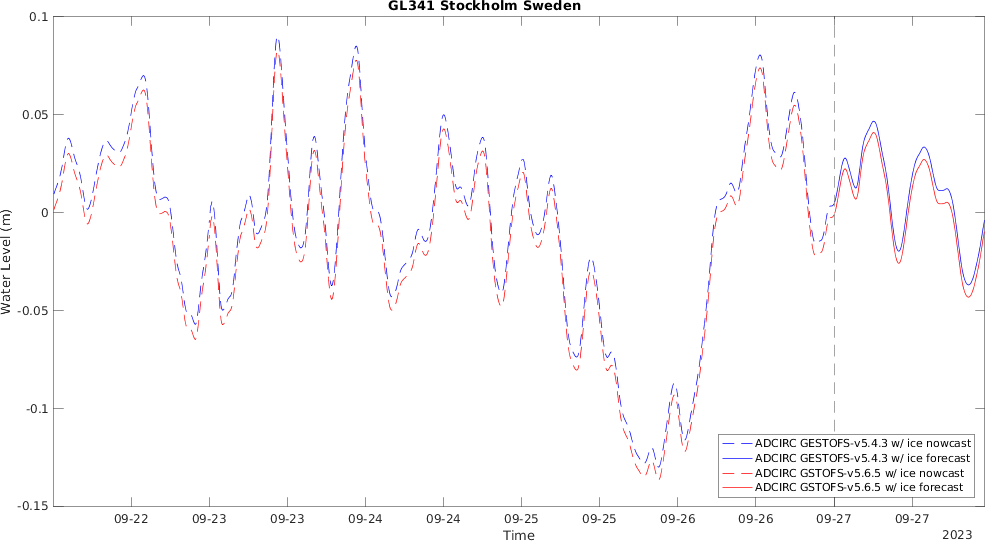 GL341 Stockholm Sweden
0.1
0.05
0
-0.05
-0.1
-0.15
Water Level (m)
ADCIRC GESTOFS-v5.4.3 w/ ice nowcast
ADCIRC GESTOFS-v5.4.3 w/ ice forecast
ADCIRC GSTOFS-v5.6.5 w/ ice nowcast
ADCIRC GSTOFS-v5.6.5 w/ ice forecast
09-22 09-23 09-23 09-24 09-24 09-25 09-25 09-26 09-26 09-27 09-27
Time
2023